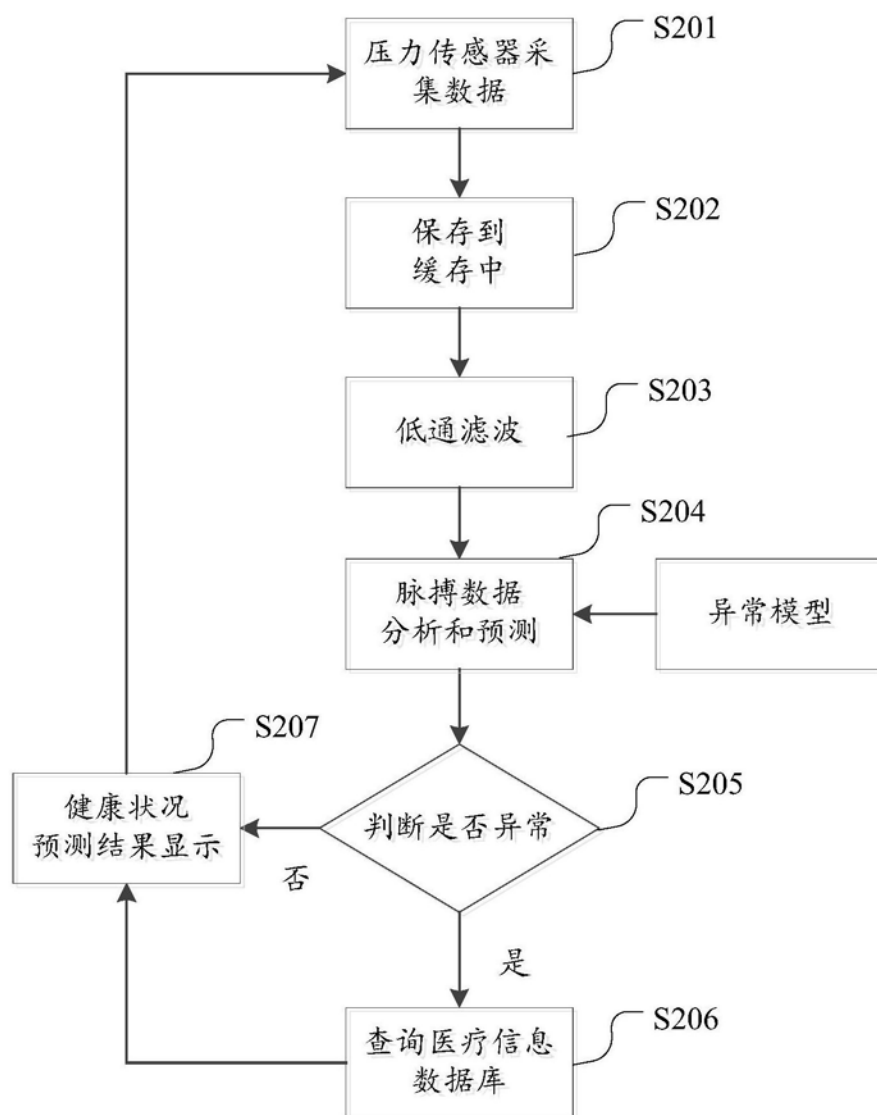 压力传感器采
集数据
S201
保存到
缓存中
S202
低通滤波
S203
脉搏数据
分析和预测
S204
异常模型
判断是否异常
S205
否
是
健康状况
预测结果显示
S207
查询医疗信息
数据库
S206